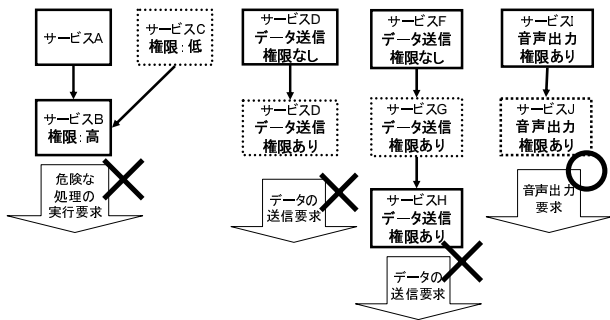 サービスA
サービスC
権限:低
サービスB
権限:高
危険な
処理の
実行要求
サービスD
データ送信
権限なし
サービスD
データ送信
権限あり
データの
送信要求
サービスF
データ送信
権限なし
サービスG
データ送信
権限あり
サービスH
データ送信
権限あり
データの
送信要求
サービスI
音声出力
権限あり
サービスJ
音声出力
権限あり
音声出力
要求